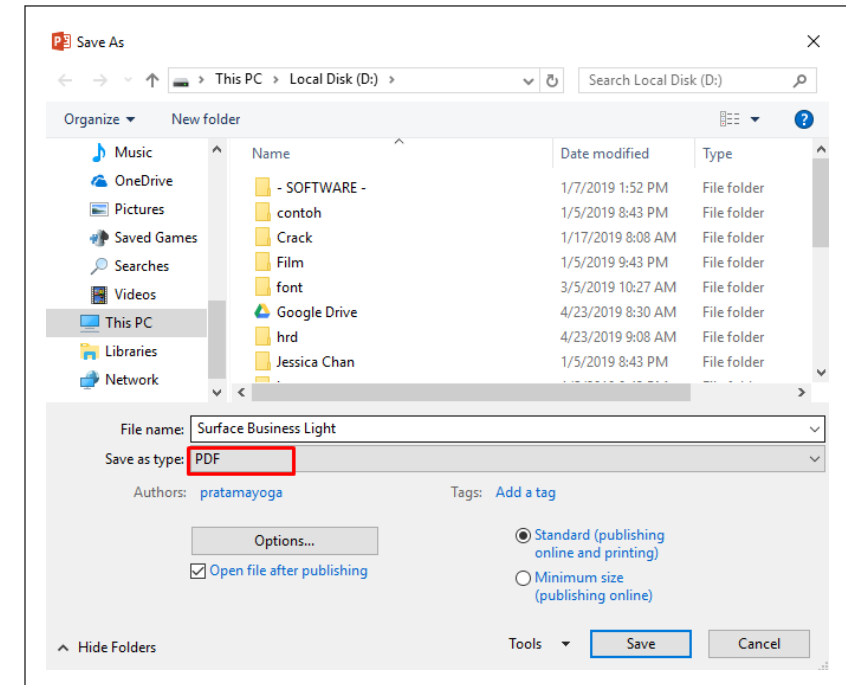 Save As
This PC > Local Disk (D:) >
Search Local Disk (D:)
Organize
New folder
Name Date modified Type
Music
OneDrive
Pictures
Saved Games
Searches
Videos
This PC
Libraries
Network
- SOFTWARE - 1/7/2019 1:52 PM File folder
contoh 1/5/2019 8:43 PM File folder
Crack 1/17/2019 8:08 AM File folder
Film 1/5/2019 9:43 PM File folder
font 3/5/2019 10:27 AM File folder
Google Drive 4/23/2019 8:30 AM File folder
hrd 4/23/2019 9:08 AM File folder
Jessica Chan 1/5/2019 8:43 PM File folder
File name: Surface Business Light
Save as type: PDF
Authors: pratamayoga
Tags: Add a tag
Options...
Open file after publishing
Standard (publishing
online and printing)
Minimum size
(publishing online)
Hide Folders
Tools
Save
Cancel